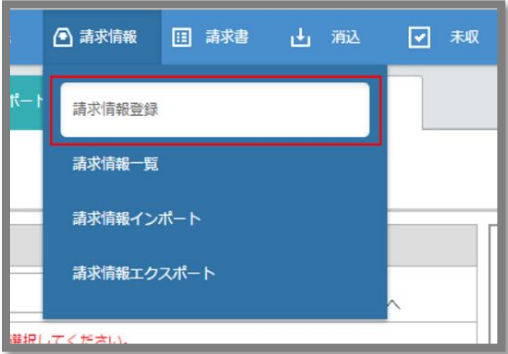 請求情報 請求書 消込 未収
ポート
請求情報登録
請求情報一覧
請求情報インポート
請求情報エクスポート
へ
選択してください。